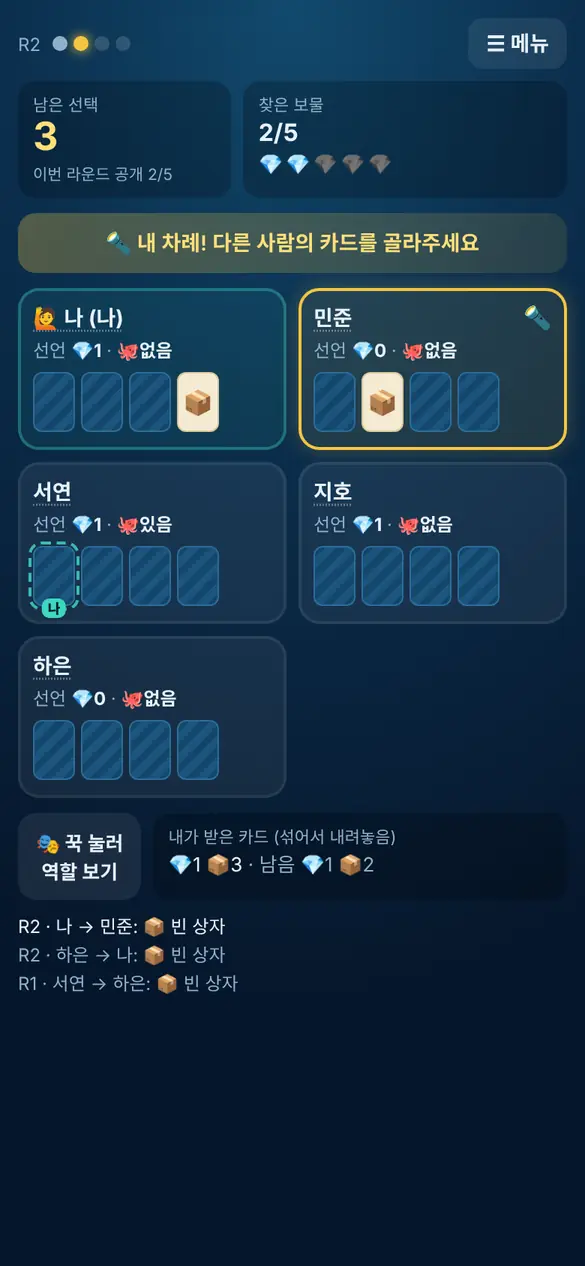 R2
☰ 메뉴
남은 선택
3
이번 라운드 공개 2/5
찾은 보물
2/5
💎💎💎💎💎
🔦 내 차례! 다른 사람의 카드를 골라주세요
🙋 나 (나)
선언 💎1 · 🐙없음
📦
민준 🔦
선언 💎0 · 🐙없음
📦
서연
선언 💎1 · 🐙있음
나
지호
선언 💎1 · 🐙없음
하은
선언 💎0 · 🐙없음
🎭 꾹 눌러
역할 보기
내가 받은 카드 (섞어서 내려놓음)
💎1 📦3 · 남음 💎1 📦2
R2 · 나 → 민준: 📦 빈 상자
R2 · 하은 → 나: 📦 빈 상자
R1 · 서연 → 하은: 📦 빈 상자